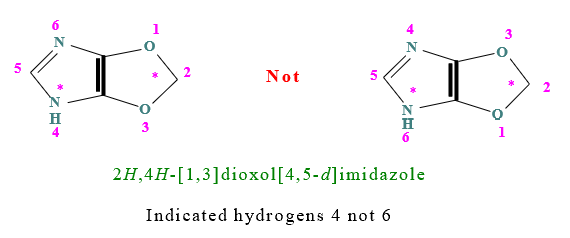 6 1 4 3
N O N O
5 * 2 Not 5 * 2
* *
N O N O
H H
4 3 6 1
2H,4H-[1,3]dioxol[4,5-d]imidazole
Indicated hydrogens 4 not 6